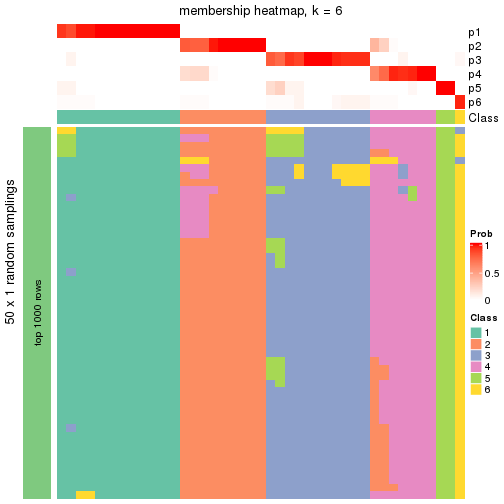 membership heatmap, k = 6
p1
p2
p3
p4
p5
p6
Class
50 x 1 random samplings
top 1000 rows
Prob
1
0.5
0
Class
1
2
3
4
5
6